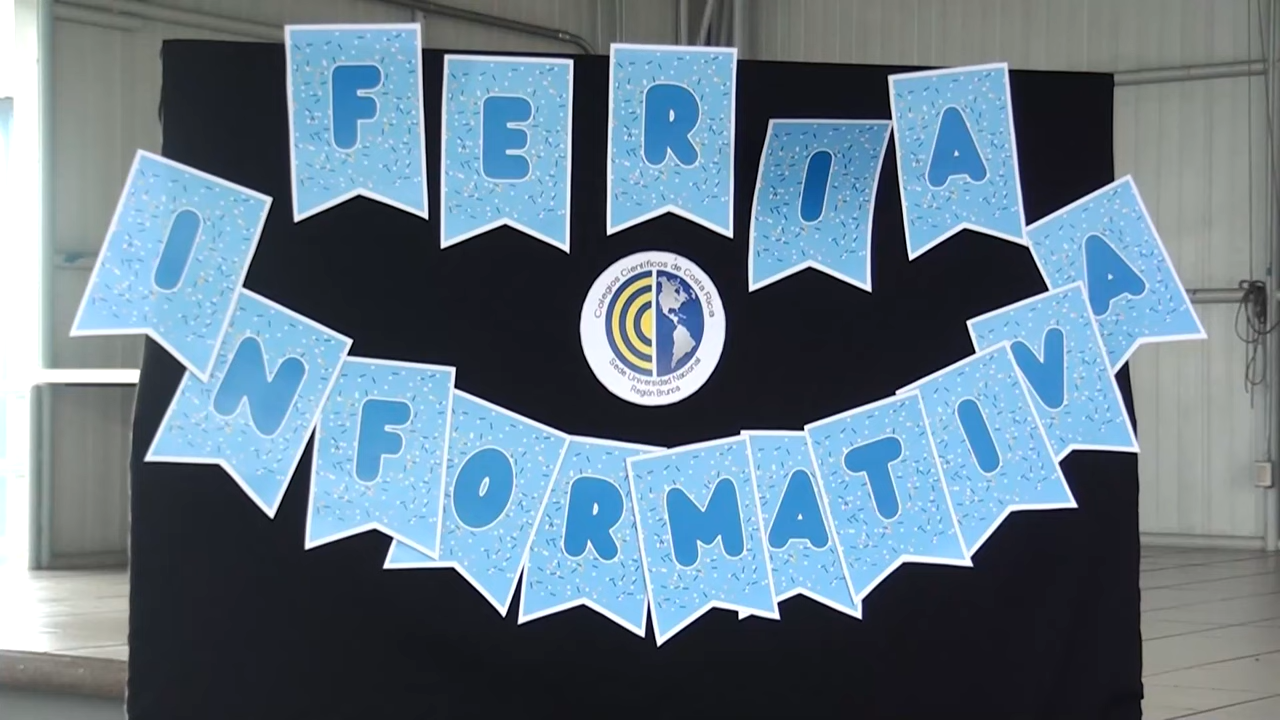 FERIA
Colegios Científicos de Costa Rica
Sede Universidad Nacional
Región Brunca
INFORMATIVA